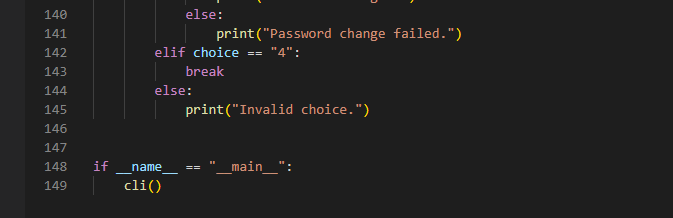 140 else:
141 print("Password change failed.")
142 elif choice == "4":
143 break
144 else:
145 print("Invalid choice.")
146
147
148 if __name__ == "__main__":
149 cli()